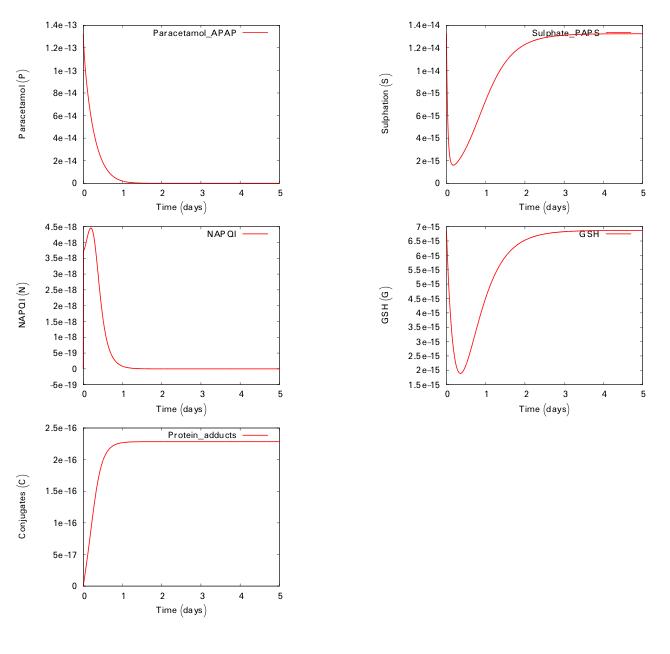 Paracetamol_APAP
Paracetamol (P)
1.4e-13
1.2e-13
1e-13
8e-14
6e-14
4e-14
2e-14
0
0 1 2 3 4 5
Time (days)
Sulphate_PAPS
Sulphation (S)
1.4e-14
1.2e-14
1e-14
8e-15
6e-15
4e-15
2e-15
0
0 1 2 3 4 5
Time (days)
NAPQI
NAPQI (N)
4.5e-18
4e-18
3.5e-18
3e-18
2.5e-18
2e-18
1.5e-18
1e-18
5e-19
0
-5e-19
0 1 2 3 4 5
Time (days)
GSH
GSH (G)
7e-15
6.5e-15
6e-15
5.5e-15
5e-15
4.5e-15
4e-15
3.5e-15
3e-15
2.5e-15
2e-15
1.5e-15
0 1 2 3 4 5
Time (days)
Protein_adducts
Conjugates (C)
2.5e-16
2e-16
1.5e-16
1e-16
5e-17
0
0 1 2 3 4 5
Time (days)